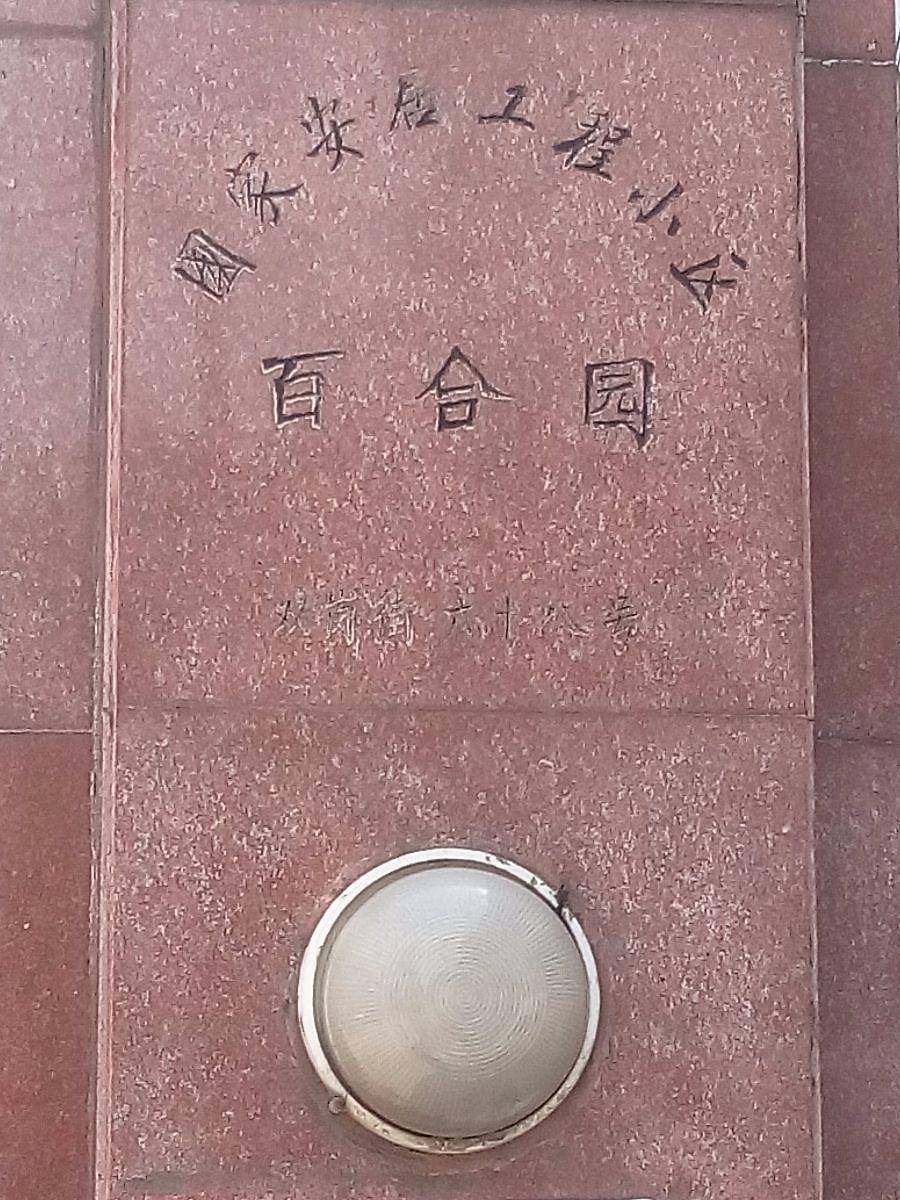 国家安居工程小区
百合园
双岗街六十八号